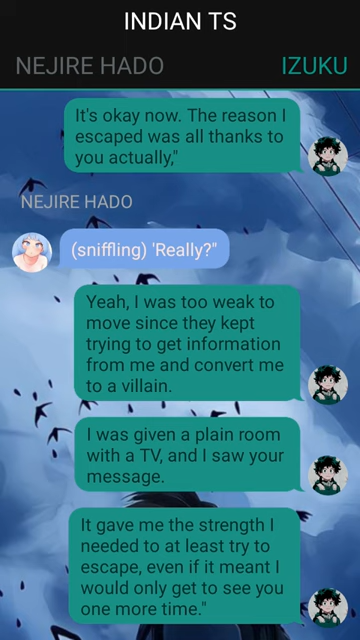 INDIAN TS
NEJIRE HADO IZUKU
It's okay now. The reason I
escaped was all thanks to
you actually,"
NEJIRE HADO
(sniffling) 'Really?"
Yeah, I was too weak to
move since they kept
trying to get information
from me and convert me
to a villain.
I was given a plain room
with a TV, and I saw your
message.
It gave me the strength I
needed to at least try to
escape, even if it meant I
would only get to see you
one more time."